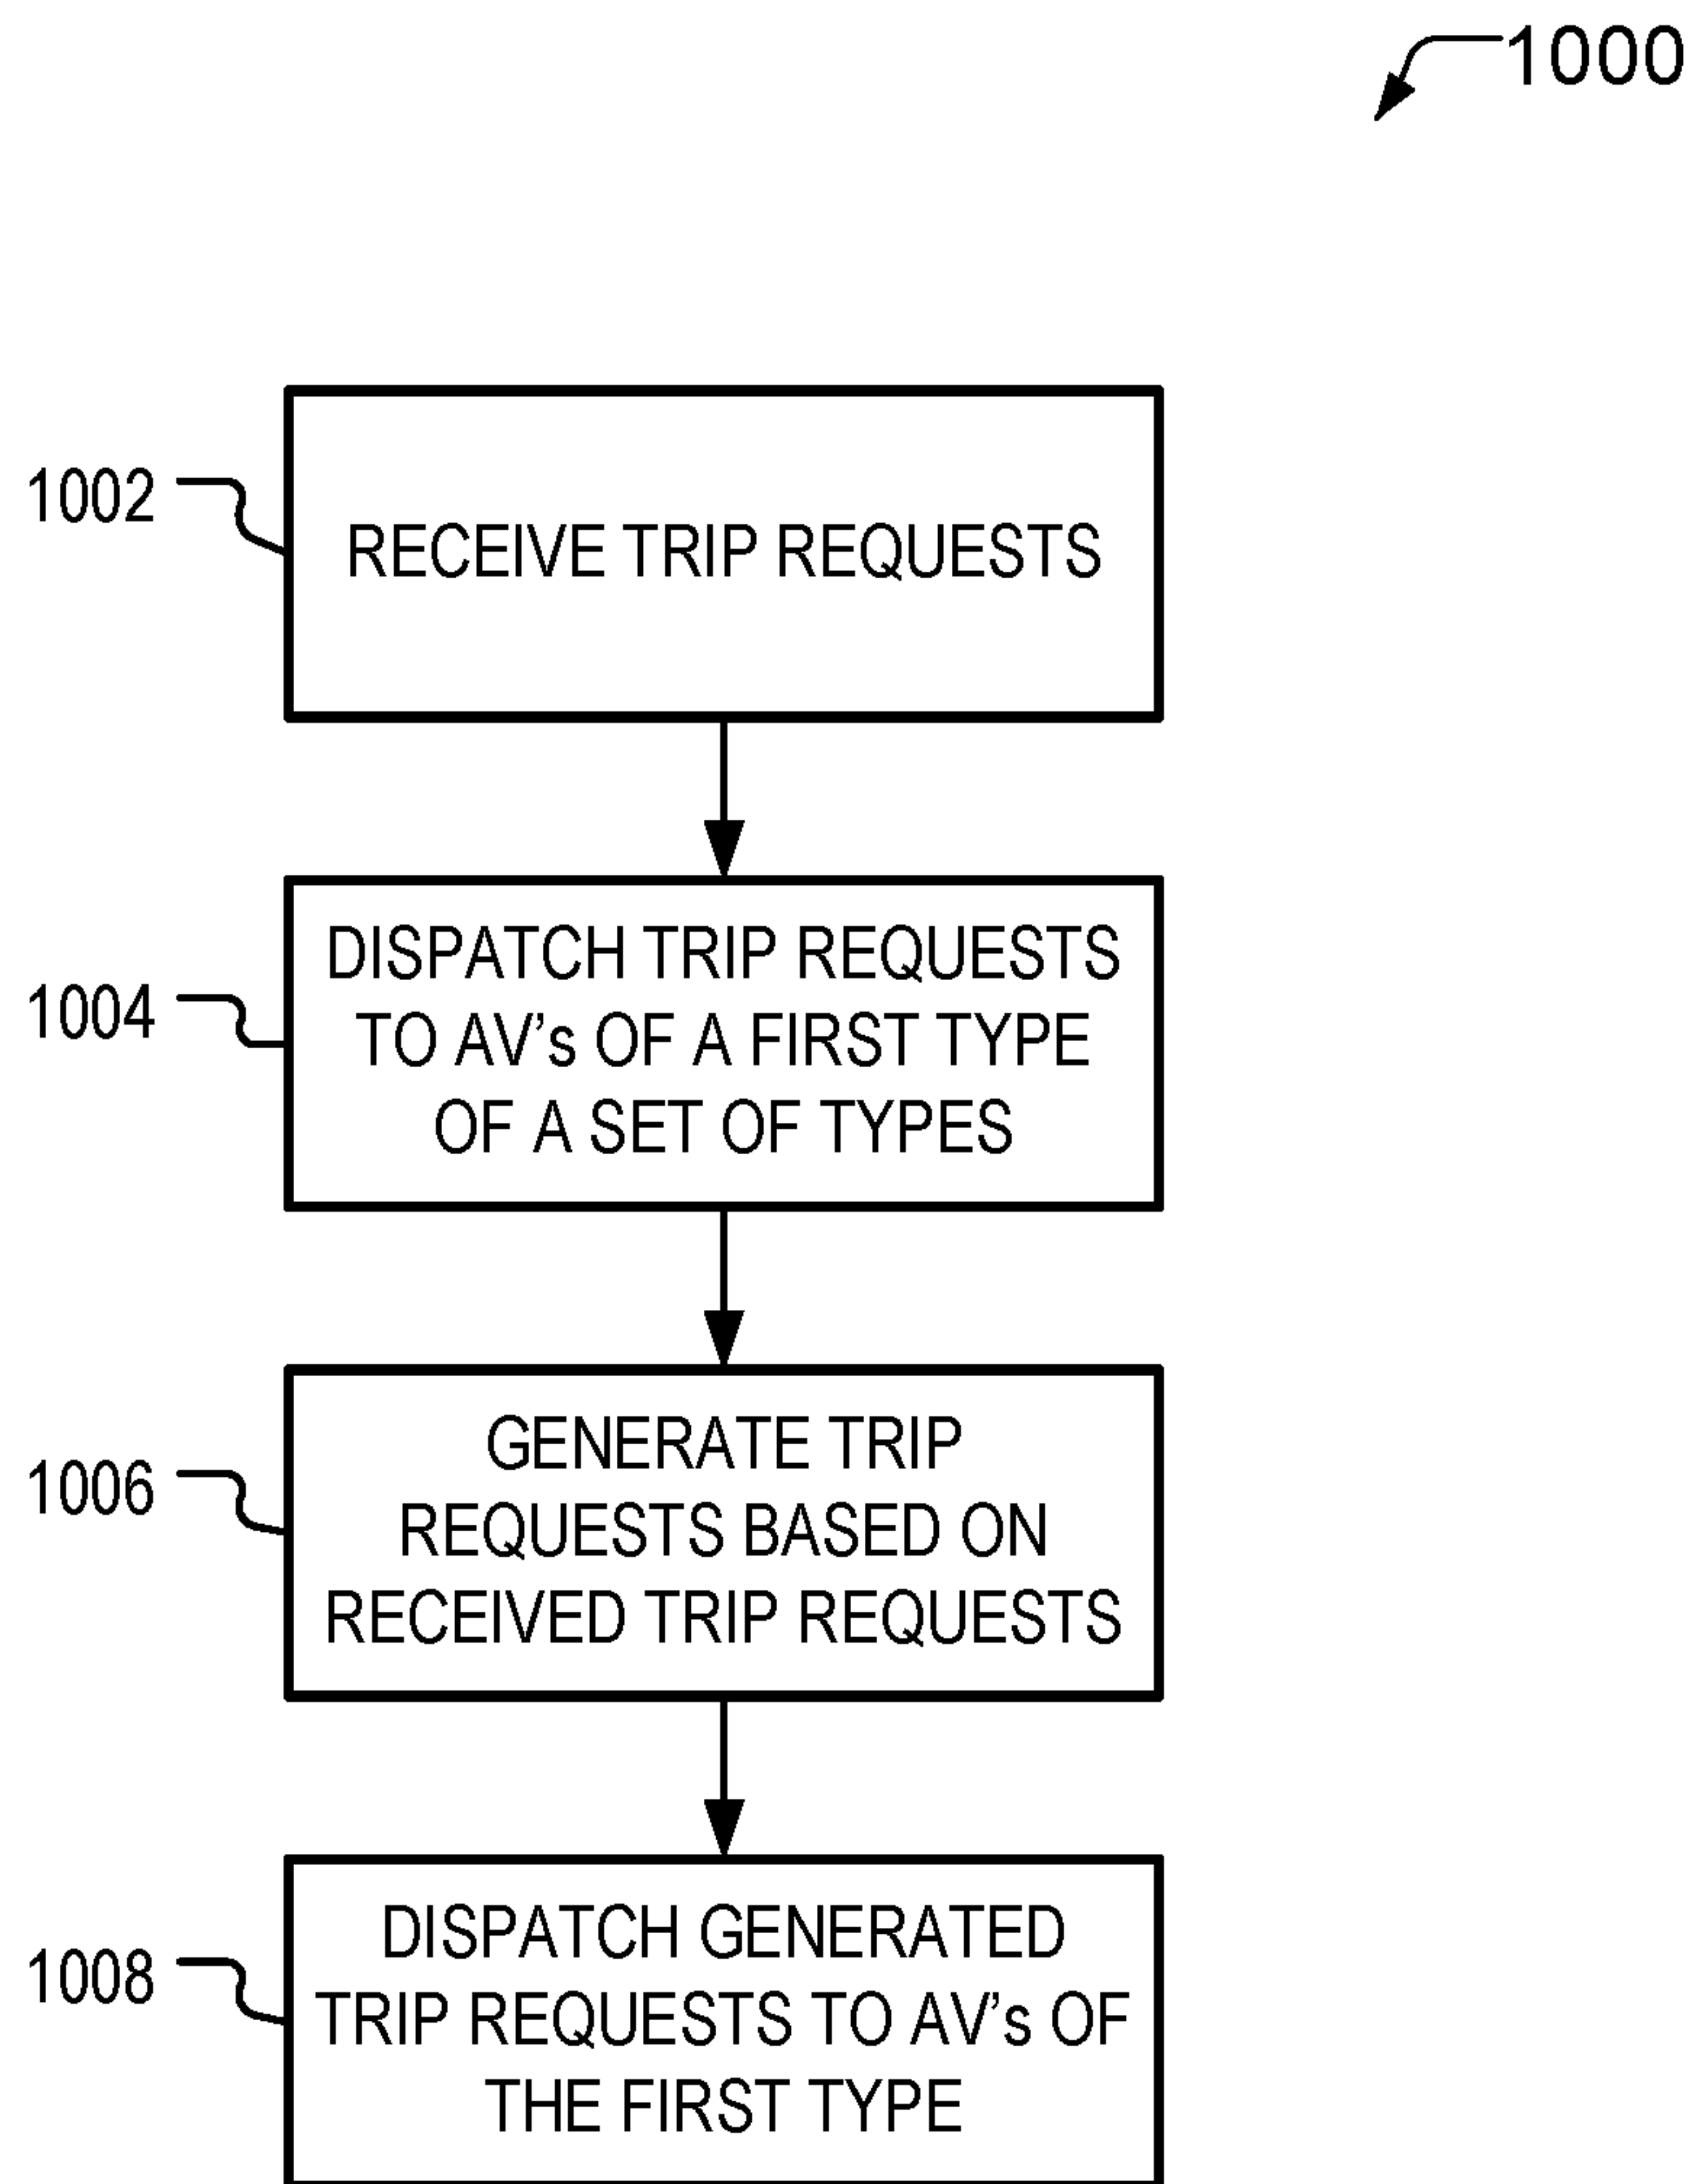 1000
1002
RECEIVE TRIP REQUESTS
1004
DISPATCH TRIP REQUESTS
TO AV's OF A FIRST TYPE
OF A SET OF TYPES
1006
GENERATE TRIP
REQUESTS BASED ON
RECEIVED TRIP REQUESTS
1008
DISPATCH GENERATED
TRIP REQUESTS TO AV's OF
THE FIRST TYPE